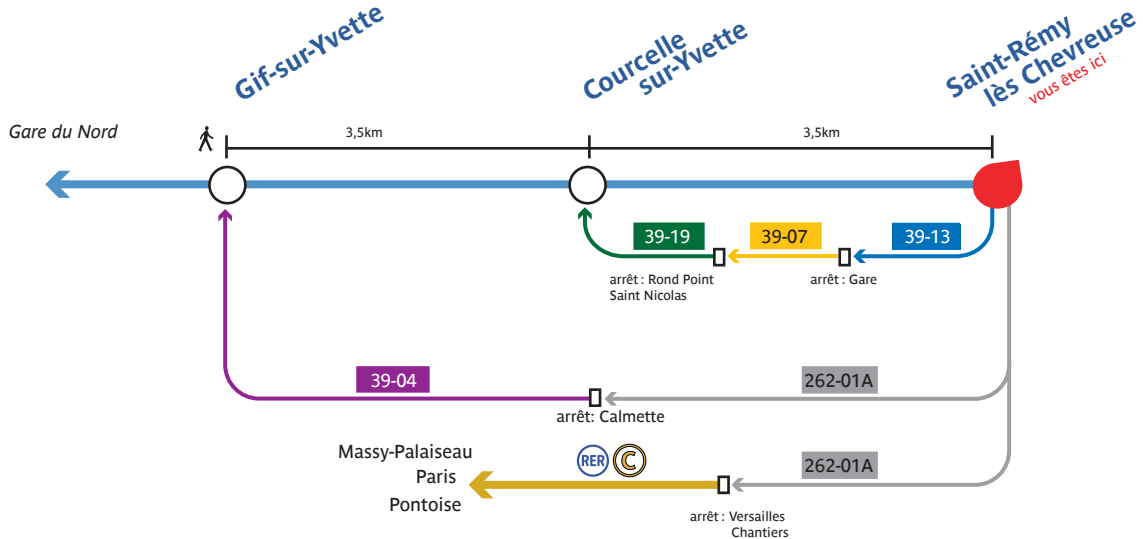 Gif-sur-Yvette
Courcelle
sur-Yvette
Saint-Rémy
lès Chevreuse
vous êtes ici
Gare du Nord
3,5km
3,5km
39-19
39-07
39-13
arrêt : Rond Point
Saint Nicolas
arrêt : Gare
39-04
262-01A
arrêt: Calmette
Massy-Palaiseau
Paris
Pontoise
RER
C
262-01A
arrêt : Versailles
Chantiers